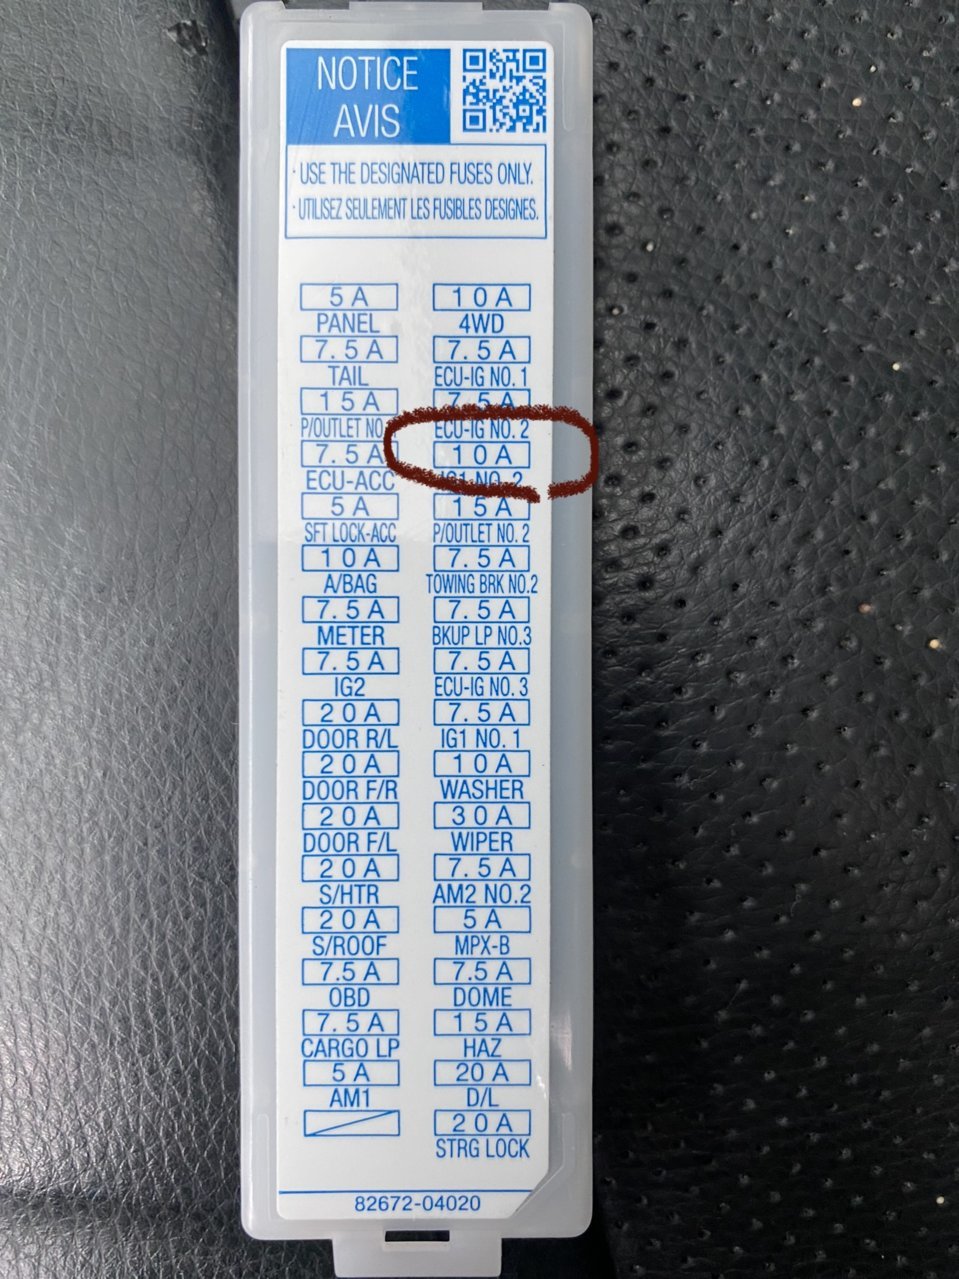 NOTICE
AVIS
· USE THE DESIGNATED FUSES ONLY.
· UTILISEZ SEULEMENT LES FUSIBLES DESIGNES.
5 A
PANEL
7.5 A
TAIL
15 A
P/OUTLET NO.
7.5 A
ECU-ACC
5 A
SFT LOCK-ACC
10 A
A/BAG
7.5 A
METER
7.5 A
IG2
20 A
DOOR R/L
20 A
DOOR F/R
20 A
DOOR F/L
20 A
S/HTR
20 A
S/ROOF
7.5 A
OBD
7.5 A
CARGO LP
5 A
AM1
10 A
4WD
7.5 A
ECU-IG NO.1
7.5 A
ECU-IG NO.2
10 A
IG1 NO.2
15 A
P/OUTLET NO.2
7.5 A
TOWING BRK NO.2
7.5 A
BKUP LP NO.3
7.5 A
ECU-IG NO.3
7.5 A
IG1 NO.1
10 A
WASHER
30 A
WIPER
7.5 A
AM2 NO.2
5 A
MPX-B
7.5 A
DOME
15 A
HAZ
20 A
D/L
20 A
STRG LOCK
82672-04020